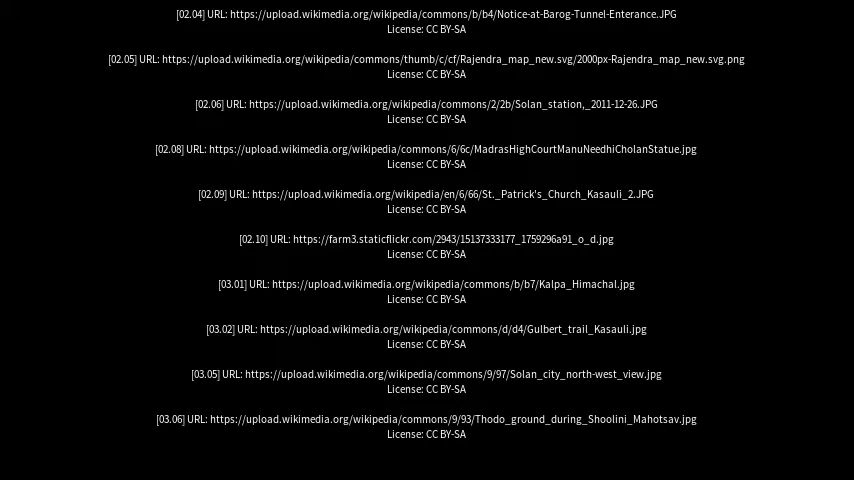 [02.04] URL: https://upload.wikimedia.org/wikipedia/commons/b/b4/Notice-at-Barog-Tunnel-Enterance.JPG
License: CC BY-SA
[02.05] URL: https://upload.wikimedia.org/wikipedia/commons/thumb/c/cf/Rajendra_map_new.svg/2000px-Rajendra_map_new.svg.png
License: CC BY-SA
[02.06] URL: https://upload.wikimedia.org/wikipedia/commons/2/2b/Solan_station,_2011-12-26.JPG
License: CC BY-SA
[02.08] URL: https://upload.wikimedia.org/wikipedia/commons/6/6c/MadrasHighCourtManuNeedhiCholanStatue.jpg
License: CC BY-SA
[02.09] URL: https://upload.wikimedia.org/wikipedia/en/6/66/St._Patrick's_Church_Kasauli_2.JPG
License: CC BY-SA
[02.10] URL: https://farm3.staticflickr.com/2943/15137333177_1759296a91_o_d.jpg
License: CC BY-SA
[03.01] URL: https://upload.wikimedia.org/wikipedia/commons/b/b7/Kalpa_Himachal.jpg
License: CC BY-SA
[03.02] URL: https://upload.wikimedia.org/wikipedia/commons/d/d4/Gulbert_trail_Kasauli.jpg
License: CC BY-SA
[03.05] URL: https://upload.wikimedia.org/wikipedia/commons/9/97/Solan_city_north-west_view.jpg
License: CC BY-SA
[03.06] URL: https://upload.wikimedia.org/wikipedia/commons/9/93/Thodo_ground_during_Shoolini_Mahotsav.jpg
License: CC BY-SA